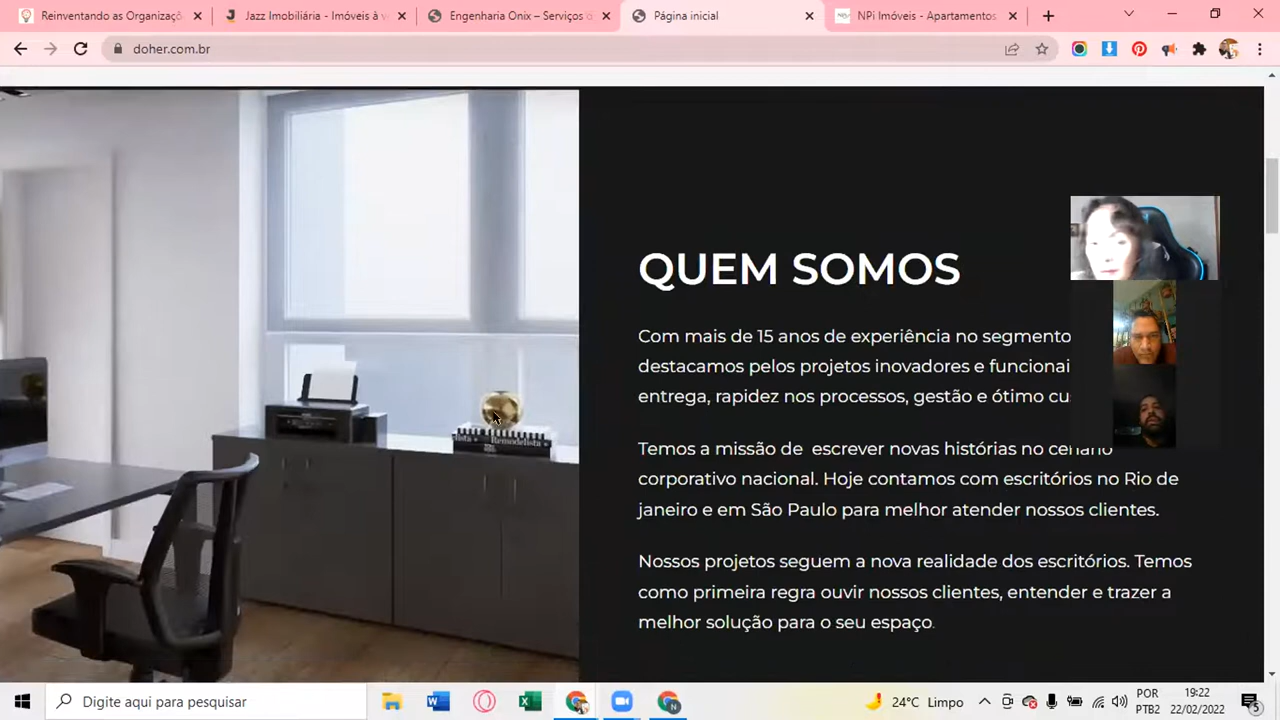 Reinventando as Organizaçõ
Jazz Imobiliária - Imóveis à v
Engenharia Onix – Serviços d
Página inicial
NPi Imóveis - Apartamentos
doher.com.br
QUEM SOMOS
Com mais de 15 anos de experiência no segmento
destacamos pelos projetos inovadores e funcionai
entrega, rapidez nos processos, gestão e ótimo cu
Temos a missão de escrever novas histórias no cenário
corporativo nacional. Hoje contamos com escritórios no Rio de
janeiro e em São Paulo para melhor atender nossos clientes.
Nossos projetos seguem a nova realidade dos escritórios. Temos
como primeira regra ouvir nossos clientes, entender e trazer a
melhor solução para o seu espaço.
Remodelista
Digite aqui para pesquisar
24°C Limpo
POR
PTB2
19:22
22/02/2022
5